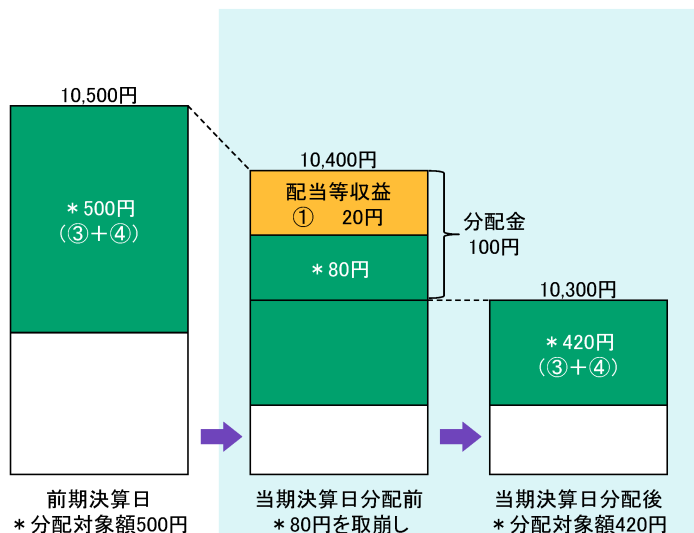 10,500円
＊500円
（③＋④）
前期決算日
＊分配対象額500円
10,400円
配当等収益
① 20円
＊80円
分配金
100円
当期決算日分配前
＊80円を取崩し
10,300円
＊420円
（③＋④）
当期決算日分配後
＊分配対象額420円